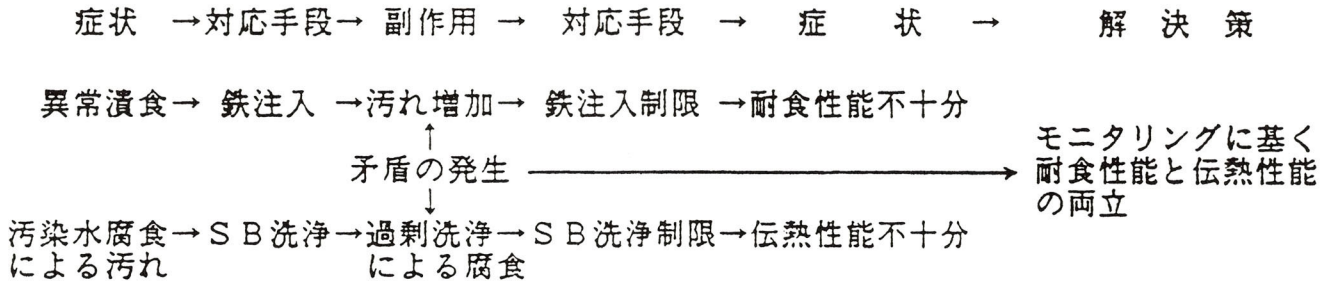 症状 →対応手段→ 副作用 → 対応手段 → 症状 → 解決策
異常潰食→ 鉄注入 →汚れ増加→ 鉄注入制限 →耐食性能不十分
↑
矛盾の発生 → モニタリングに基く
耐食性能と伝熱性能
の両立
↓
汚染水腐食→ＳＢ洗浄→過剰洗浄→ＳＢ洗浄制限→伝熱性能不十分
による汚れ による腐食